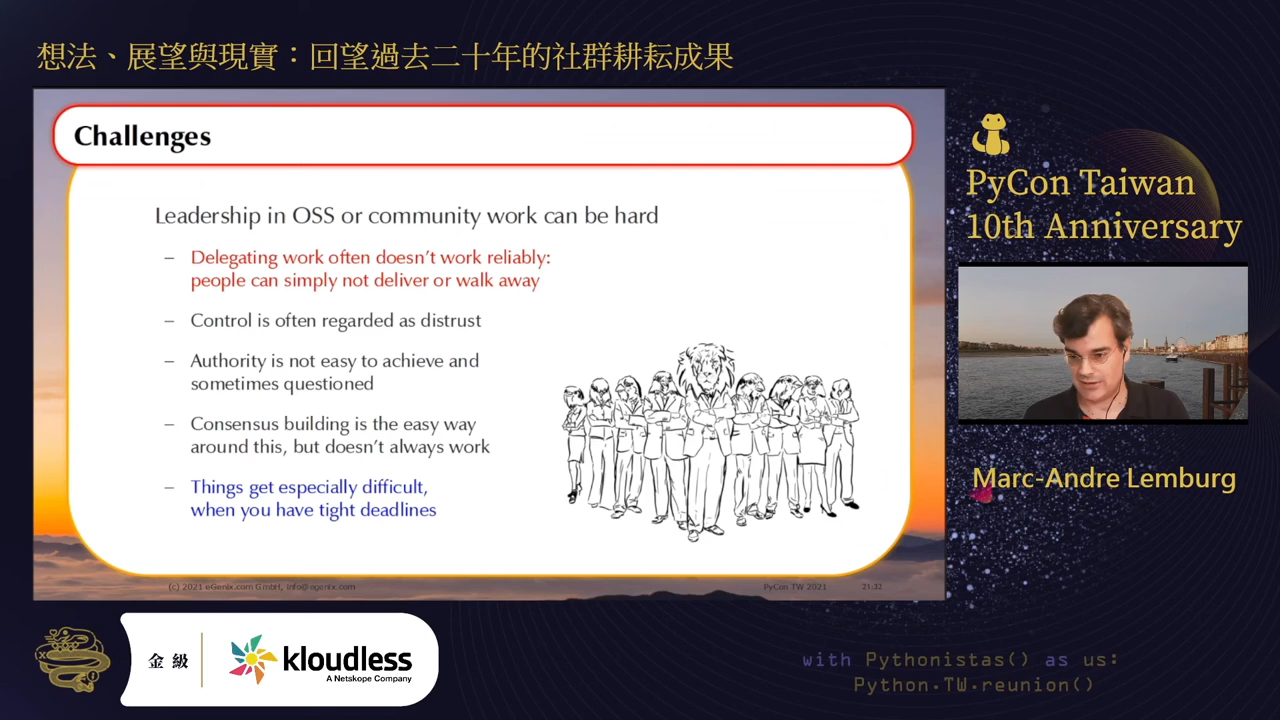 想法、展望與現實：回望過去二十年的社群耕耘成果
Challenges
Leadership in OSS or community work can be hard
– Delegating work often doesn't work reliably:
people can simply not deliver or walk away
– Control is often regarded as distrust
– Authority is not easy to achieve and
sometimes questioned
– Consensus building is the easy way
around this, but doesn't always work
– Things get especially difficult,
when you have tight deadlines
(c) 2021 eGenix.com GmbH, info@egenix.com
PyCon TW 2021
21:32
PyCon Taiwan
10th Anniversary
Marc-Andre Lemburg
金級
kloudless
A Netskope Company
with Pythonistas() as us:
Python.TW.reunion()